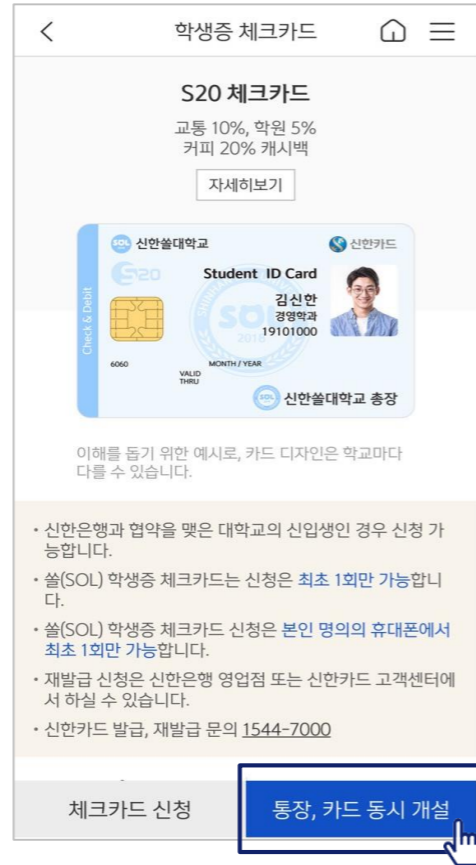 학생증 체크카드
S20 체크카드
교통 10%, 학원 5%
커피 20% 캐시백
자세히보기
SOL 신한쏠대학교
신한카드
S20
Student ID Card
김신한
경영학과
19101000
Check & Debit
SOL
2018
6060
MONTH / YEAR
VALID
THRU
SOL 신한쏠대학교 총장
이해를 돕기 위한 예시로, 카드 디자인은 학교마다
다를 수 있습니다.
• 신한은행과 협약을 맺은 대학교의 신입생인 경우 신청 가
능합니다.
• 쏠(SOL) 학생증 체크카드는 신청은 최초 1회만 가능합니
다.
• 쏠(SOL) 학생증 체크카드 신청은 본인 명의의 휴대폰에서
최초 1회만 가능합니다.
• 재발급 신청은 신한은행 영업점 또는 신한카드 고객센터에
서 하실 수 있습니다.
• 신한카드 발급, 재발급 문의 1544-7000
체크카드 신청
통장, 카드 동시 개설